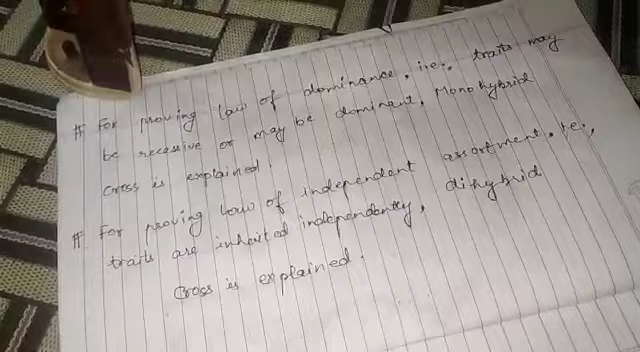 # For proving law of dominance, i.e., traits may
be recessive or may be dominant, Monohybrid
cross is explained.
# For proving law of independent assortment, i.e.,
traits are inherited independently, dihybrid
Cross is explained.